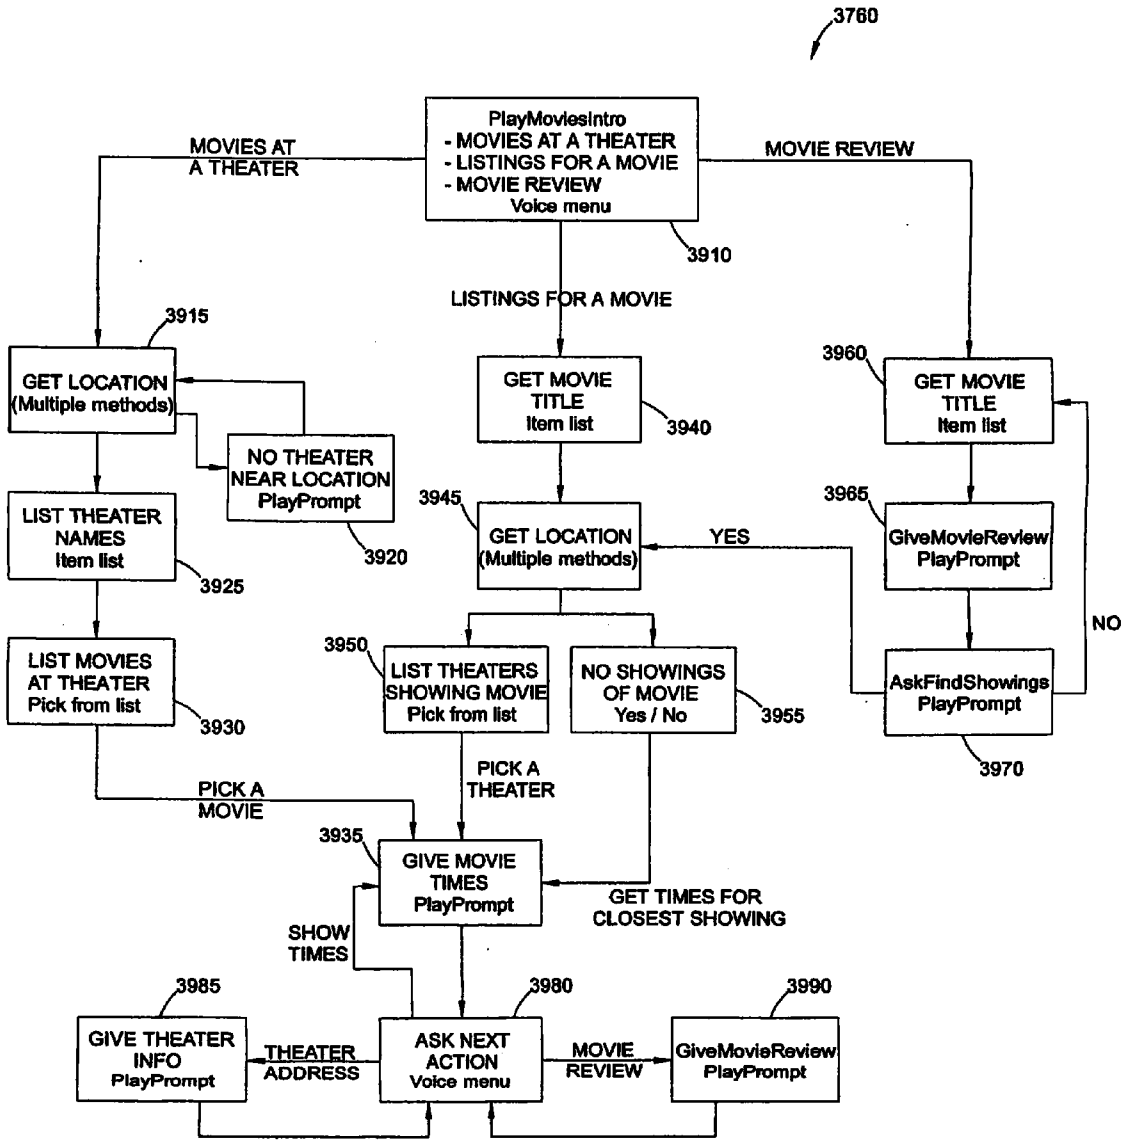 3760
PlayMoviesIntro
- MOVIES AT A THEATER
- LISTINGS FOR A MOVIE
- MOVIE REVIEW
Voice menu
3910
MOVIES AT
A THEATER
MOVIE REVIEW
LISTINGS FOR A MOVIE
3915
GET LOCATION
(Multiple methods)
NO THEATER
NEAR LOCATION
PlayPrompt
3920
LIST THEATER
NAMES
Item list
3925
LIST MOVIES
AT THEATER
Pick from list
3930
GET MOVIE
TITLE
Item list
3940
3945
GET LOCATION
(Multiple methods)
YES
3960
GET MOVIE
TITLE
Item list
3965
GiveMovieReview
PlayPrompt
NO
AskFindShowings
PlayPrompt
3970
3950
LIST THEATERS
SHOWING MOVIE
Pick from list
NO SHOWINGS
OF MOVIE
Yes / No
3955
PICK A
MOVIE
PICK A
THEATER
3935
GIVE MOVIE
TIMES
PlayPrompt
GET TIMES FOR
CLOSEST SHOWING
SHOW
TIMES
3985
GIVE THEATER
INFO
PlayPrompt
THEATER
ADDRESS
3980
ASK NEXT
ACTION
Voice menu
MOVIE
REVIEW
3990
GiveMovieReview
PlayPrompt